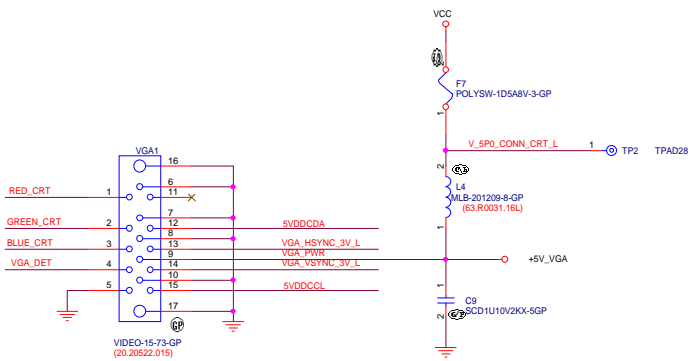 VCC
F7
POLYSW-1D5A8V-3-GP
1
V_5P0_CONN_CRT_L
1
TP2
TPAD28
2
L4
MLB-201209-8-GP
(63.R0031.16L)
1
+5V_VGA
1
C9
SCD1U10V2KX-5GP
2
VGA1
16
6
RED_CRT
1
11
7
GREEN_CRT
2
12
5VDDCDA
8
BLUE_CRT
3
13
VGA_HSYNC_3V_L
9
VGA_PWR
VGA_DET
4
14
VGA_VSYNC_3V_L
10
5
15
5VDDCCL
17
GP
VIDEO-15-73-GP
(20.20522.015)